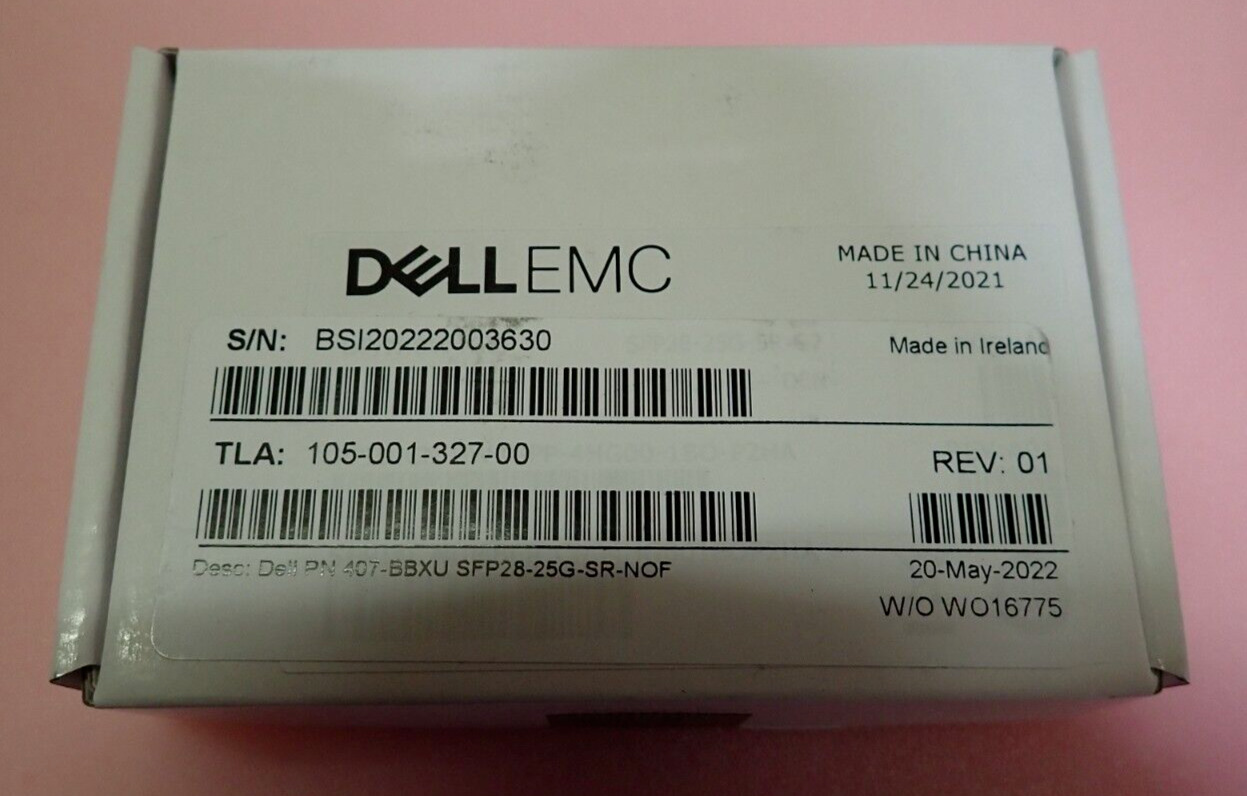 DELLEMC
MADE IN CHINA
11/24/2021
S/N: BSI20222003630
Made in Ireland
TLA: 105-001-327-00
REV: 01
Desc: Dell PN 407-BBXU SFP28-25G-SR-NOF
20-May-2022
W/O WO16775